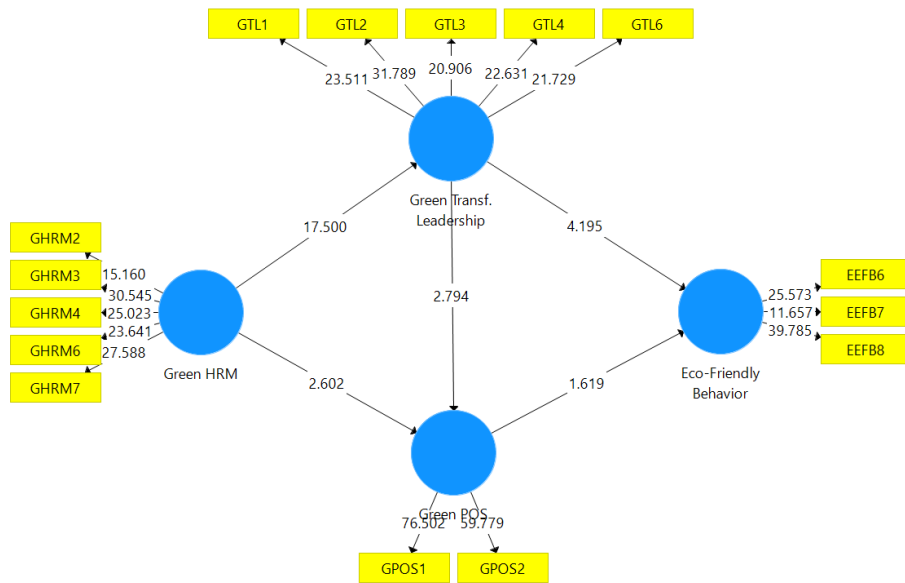 GTL1 GTL2 GTL3 GTL4 GTL6
23.511 31.789 20.906 22.631 21.729
Green Transf.
Leadership
17.500 4.195
GHRM2
GHRM3
GHRM4
GHRM6
GHRM7
15.160
30.545
25.023
23.641
27.588
Green HRM
2.794
EEFB6
EEFB7
EEFB8
25.573
11.657
39.785
Eco-Friendly
Behavior
2.602 1.619
Green POS
76.502 59.779
GPOS1 GPOS2